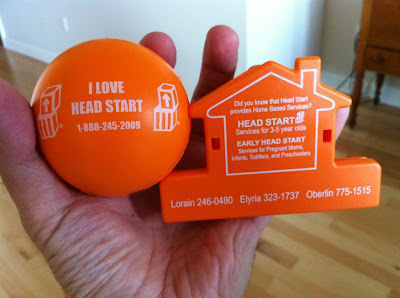 I LOVE
HEAD START
1-888-245-2009
Did you know that Head Start
provides Home Based Services?
HEAD START
Services for 3-5 year olds
EARLY HEAD START
Services for Pregnant Moms,
Infants, Toddlers, and Preschoolers
Lorain 246-0480 Elyria 323-1737 Oberlin 775-1515